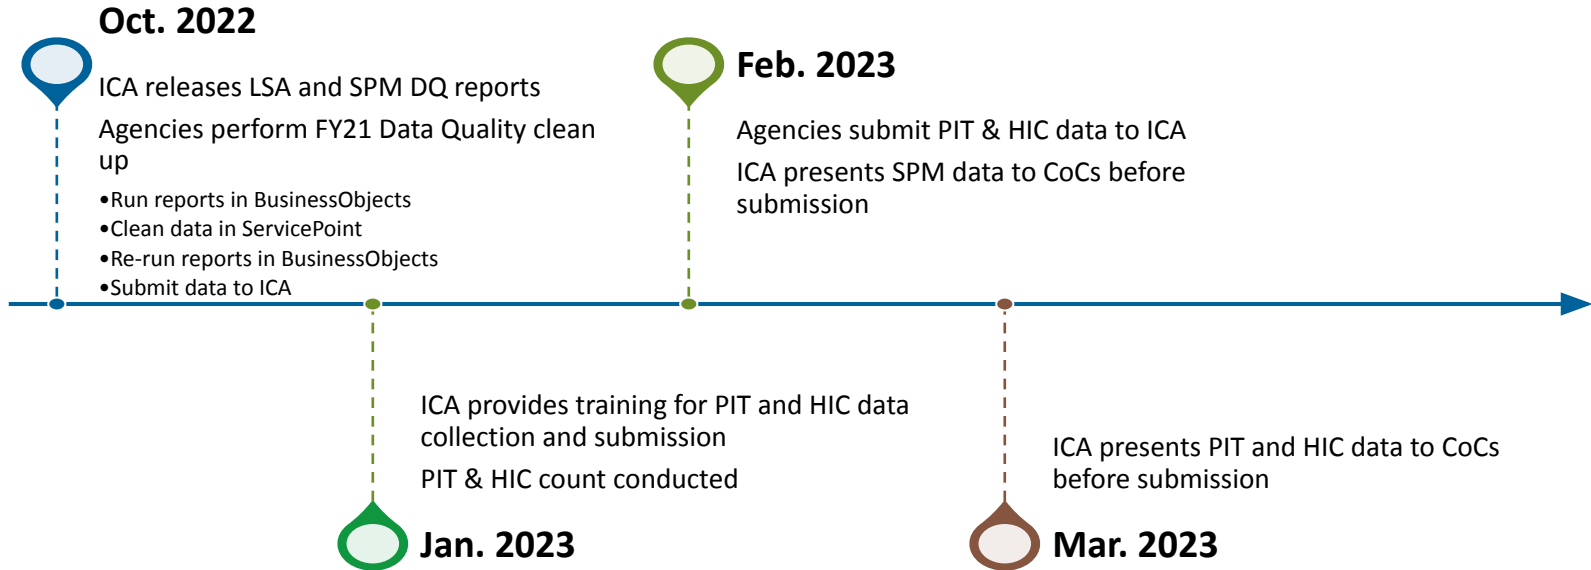 Oct. 2022
ICA releases LSA and SPM DQ reports
Agencies perform FY21 Data Quality clean
up
•Run reports in BusinessObjects
•Clean data in ServicePoint
•Re-run reports in BusinessObjects
•Submit data to ICA
Feb. 2023
Agencies submit PIT & HIC data to ICA
ICA presents SPM data to CoCs before
submission
ICA provides training for PIT and HIC data
collection and submission
PIT & HIC count conducted
Jan. 2023
ICA presents PIT and HIC data to CoCs
before submission
Mar. 2023